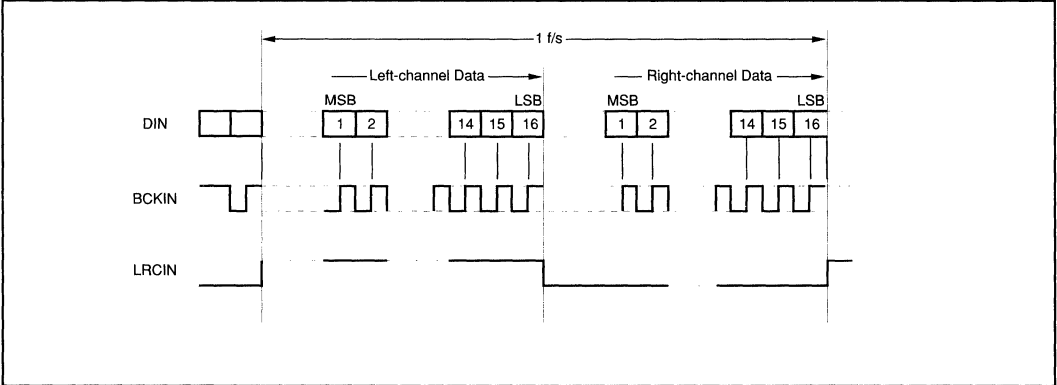 1 f/s
Left-channel Data
Right-channel Data
MSB LSB MSB LSB
DIN 1 2 14 15 16 1 2 14 15 16
BCKIN
LRCIN